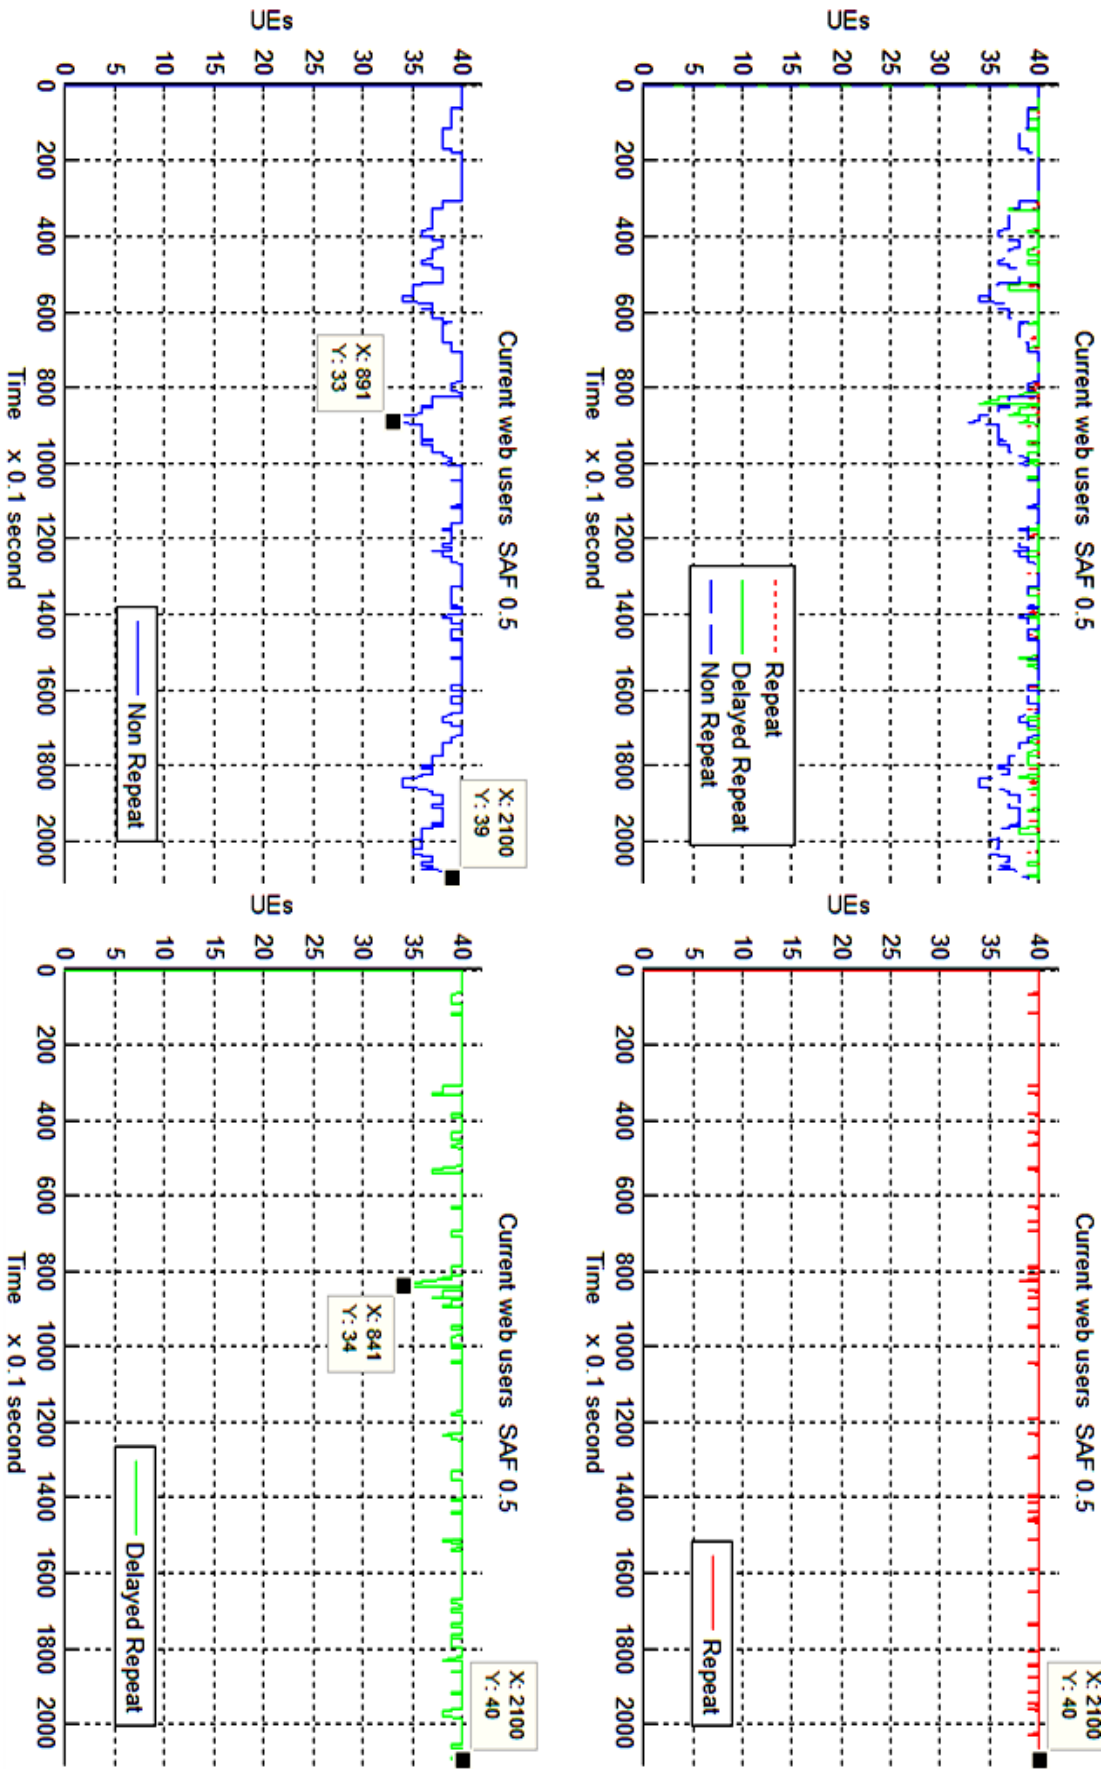 Current web users SAF 0.5
UEs
40
35
30
25
20
15
10
5
0
0 200 400 600 800 1000 1200 1400 1600 1800 2000
Time x 0.1 second
Repeat
Delayed Repeat
Non Repeat
Current web users SAF 0.5
UEs
40
35
30
25
20
15
10
5
0
0 200 400 600 800 1000 1200 1400 1600 1800 2000
Time x 0.1 second
X: 2100
Y: 40
Repeat
Current web users SAF 0.5
UEs
40
35
30
25
20
15
10
5
0
0 200 400 600 800 1000 1200 1400 1600 1800 2000
Time x 0.1 second
X: 891
Y: 33
X: 2100
Y: 39
Non Repeat
Current web users SAF 0.5
UEs
40
35
30
25
20
15
10
5
0
0 200 400 600 800 1000 1200 1400 1600 1800 2000
Time x 0.1 second
X: 841
Y: 34
X: 2100
Y: 40
Delayed Repeat